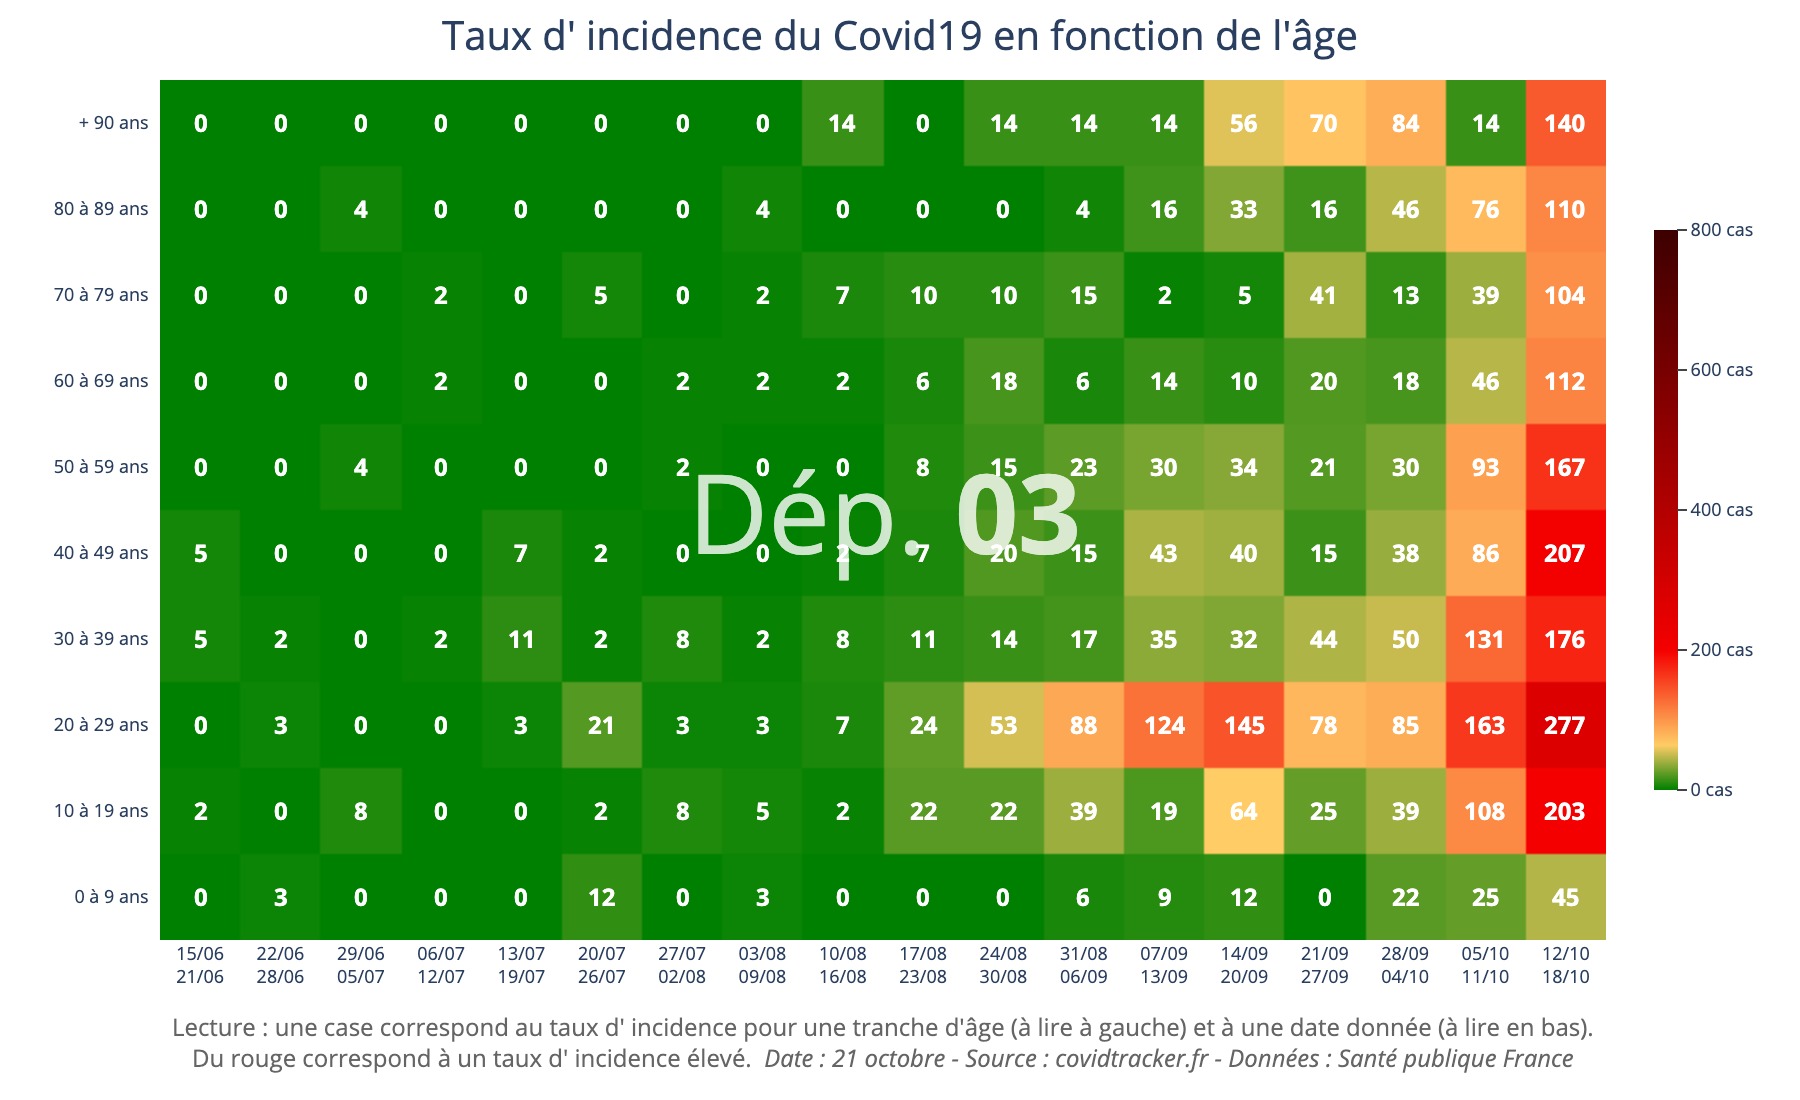 Taux d' incidence du Covid19 en fonction de l'âge
+ 90 ans 0 0 0 0 0 0 0 0 14 0 14 14 14 56 70 84 14 140
80 à 89 ans 0 0 4 0 0 0 0 4 0 0 0 4 16 33 16 46 76 110
70 à 79 ans 0 0 0 2 0 5 0 2 7 10 10 15 2 5 41 13 39 104
60 à 69 ans 0 0 0 2 0 0 2 2 2 6 18 6 14 10 20 18 46 112
50 à 59 ans 0 0 4 0 0 0 2 0 0 8 15 23 30 34 21 30 93 167
Dép. 03
40 à 49 ans 5 0 0 0 7 2 0 0 2 7 20 15 43 40 15 38 86 207
30 à 39 ans 5 2 0 2 11 2 8 2 8 11 14 17 35 32 44 50 131 176
20 à 29 ans 0 3 0 0 3 21 3 3 7 24 53 88 124 145 78 85 163 277
10 à 19 ans 2 0 8 0 0 2 8 5 2 22 22 39 19 64 25 39 108 203
0 à 9 ans 0 3 0 0 0 12 0 3 0 0 0 6 9 12 0 22 25 45
15/06 22/06 29/06 06/07 13/07 20/07 27/07 03/08 10/08 17/08 24/08 31/08 07/09 14/09 21/09 28/09 05/10 12/10
21/06 28/06 05/07 12/07 19/07 26/07 02/08 09/08 16/08 23/08 30/08 06/09 13/09 20/09 27/09 04/10 11/10 18/10
800 cas
600 cas
400 cas
200 cas
0 cas
Lecture : une case correspond au taux d' incidence pour une tranche d'âge (à lire à gauche) et à une date donnée (à lire en bas).
Du rouge correspond à un taux d' incidence élevé. Date : 21 octobre - Source : covidtracker.fr - Données : Santé publique France